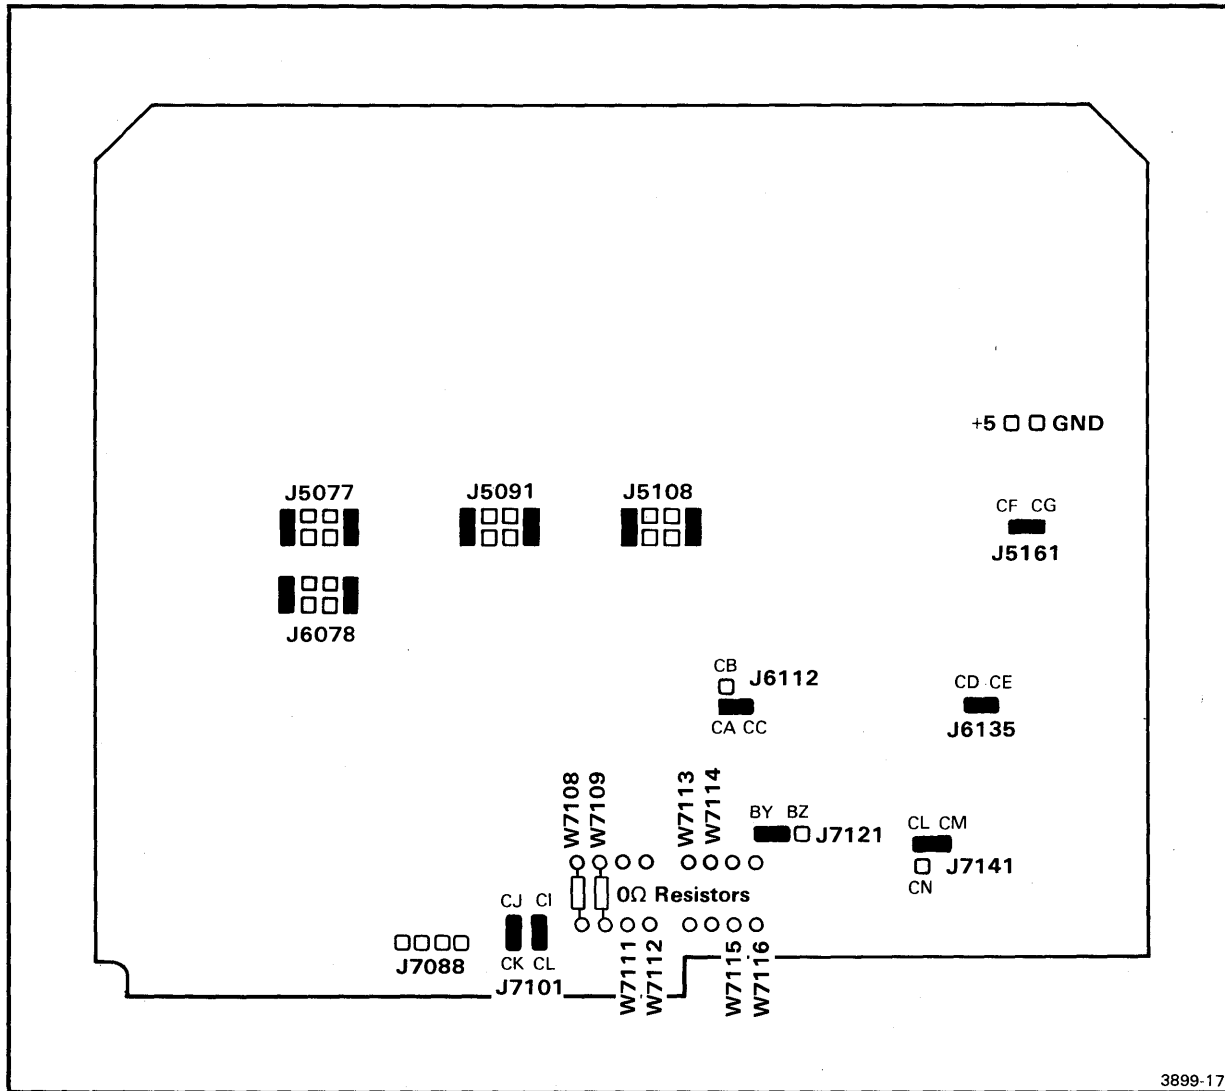 +5 GND
J5077
J5091
J5108
CF CG
J5161
J6078
CB
J6112
CA CC
CD CE
J6135
W7108
W7109
W7113
W7114
BY BZ
J7121
CL CM
J7141
CN
0Ω Resistors
CJ CI
CK CL
J7101
J7088
W7111
W7112
W7115
W7116
3899-17